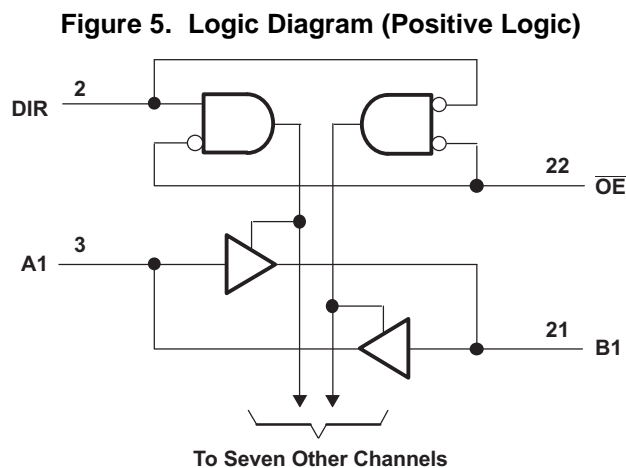 Figure 5. Logic Diagram (Positive Logic)
2
DIR
22
OE
3
A1
21
B1
To Seven Other Channels